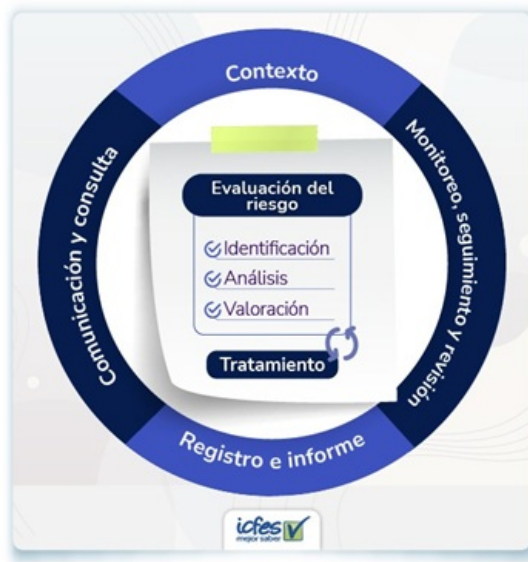 Contexto
Comunicación y consulta
Monitoreo, seguimiento y revisión
Evaluación del
riesgo
Identificación
Análisis
Valoración
Tratamiento
Registro e informe
icfes
mejor saber